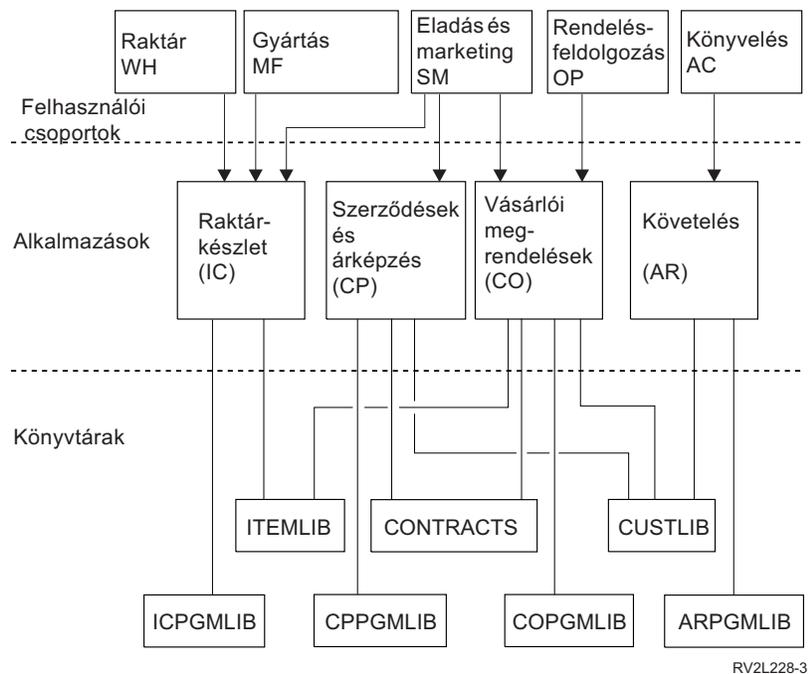 Raktár
WH
Gyártás
MF
Eladás és
marketing
SM
Rendelés-
feldolgozás
OP
Könyvelés
AC
Felhasználói
csoportok
Alkalmazások
Raktár-
készlet
(IC)
Szerződések
és
árképzés
(CP)
Vásárlói
meg-
rendelések
(CO)
Követelés
(AR)
Könyvtárak
ITEMLIB
CONTRACTS
CUSTLIB
ICPGMLIB
CPPGMLIB
COPGMLIB
ARPGMLIB
RV2L228-3